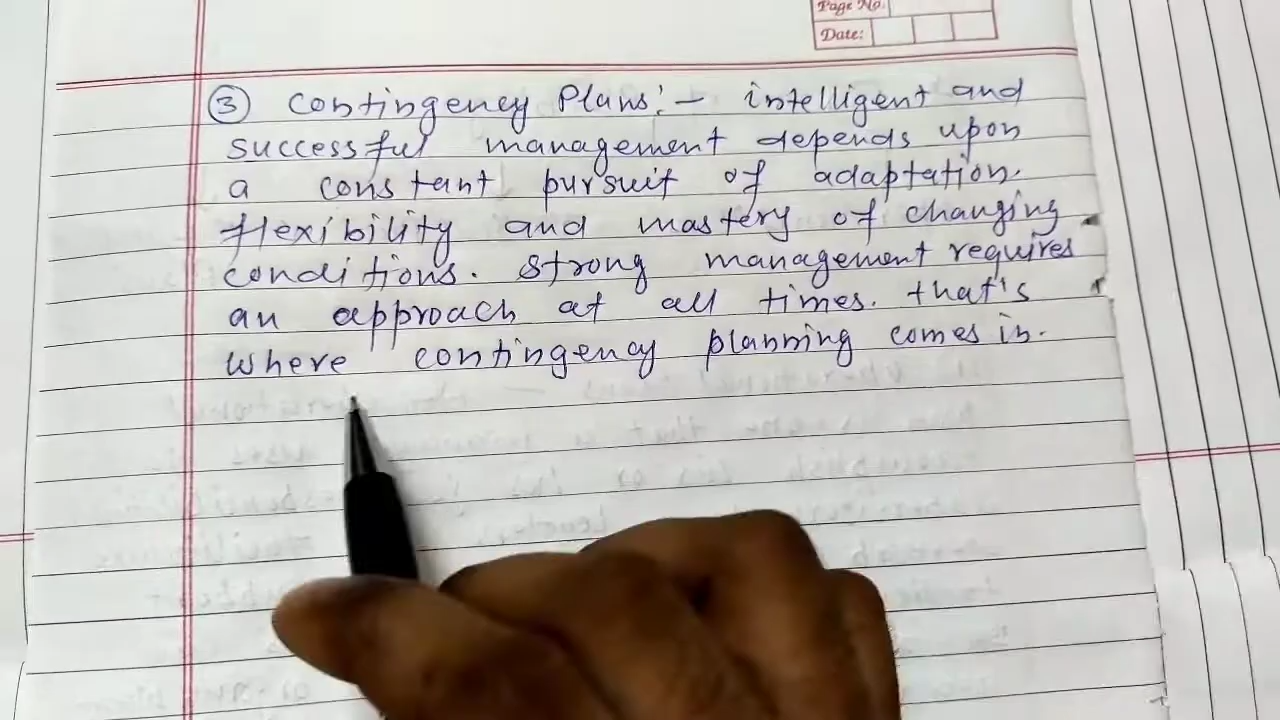 Page No.
Date:
③ Contingency Plans:- intelligent and
successful management depends upon
a constant pursuit of adaptation.
flexibility and mastery of changing
conditions. Strong management requires
an approach at all times. that's
where contingency planning comes in.